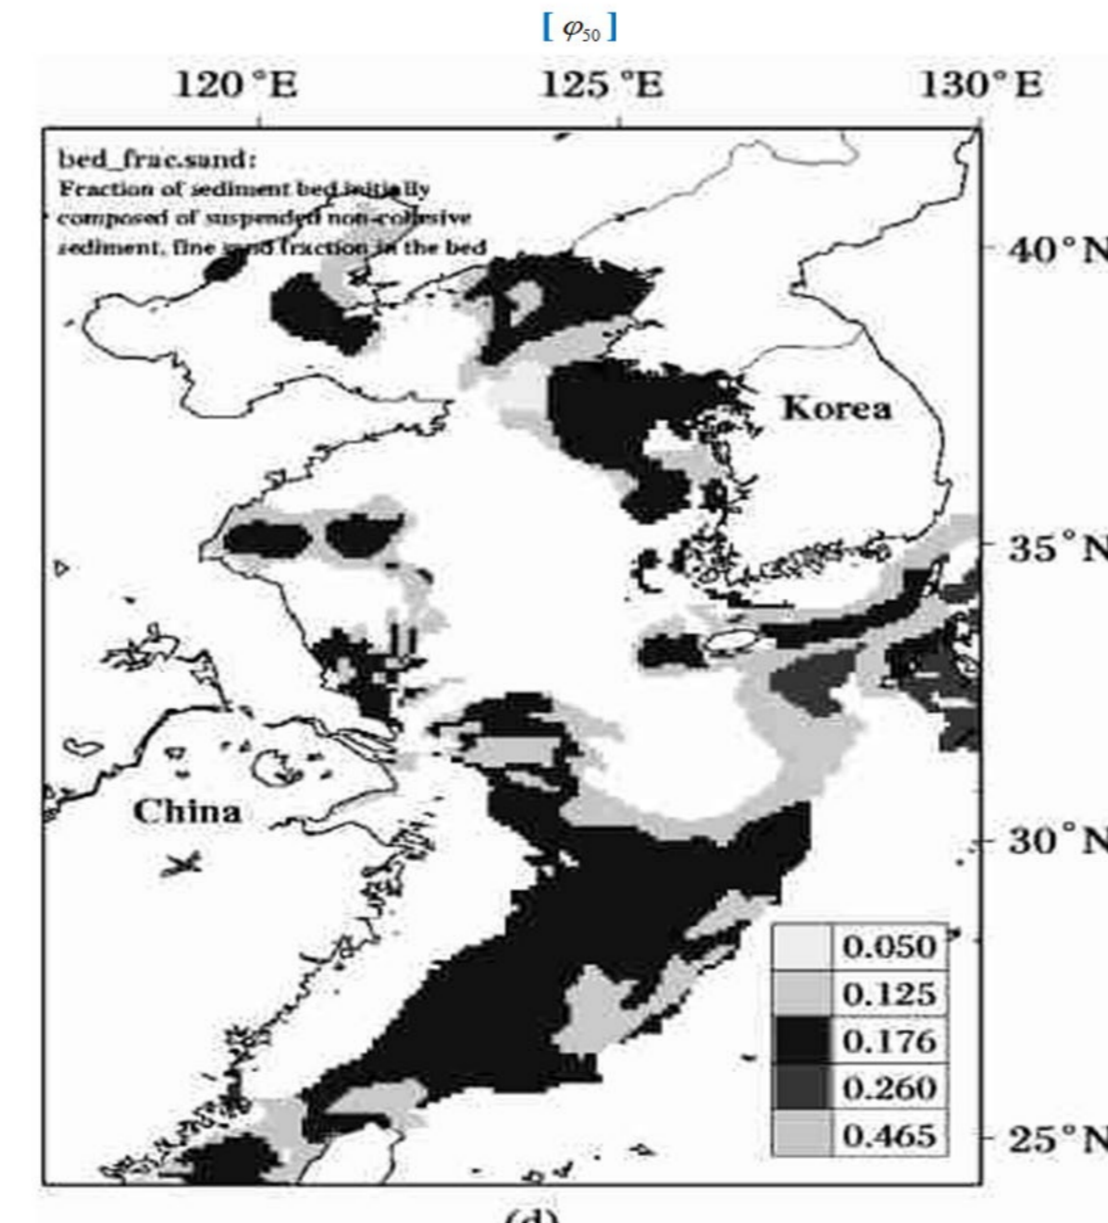 [ φ50 ]
120°E 125°E 130°E
bed_frac.sand:
Fraction of sediment bed initially
composed of suspended non-cohesive
sediment, fine sand fraction in the bed
40°N
Korea
35°N
China
30°N
0.050
0.125
0.176
0.260
0.465
25°N
(d)